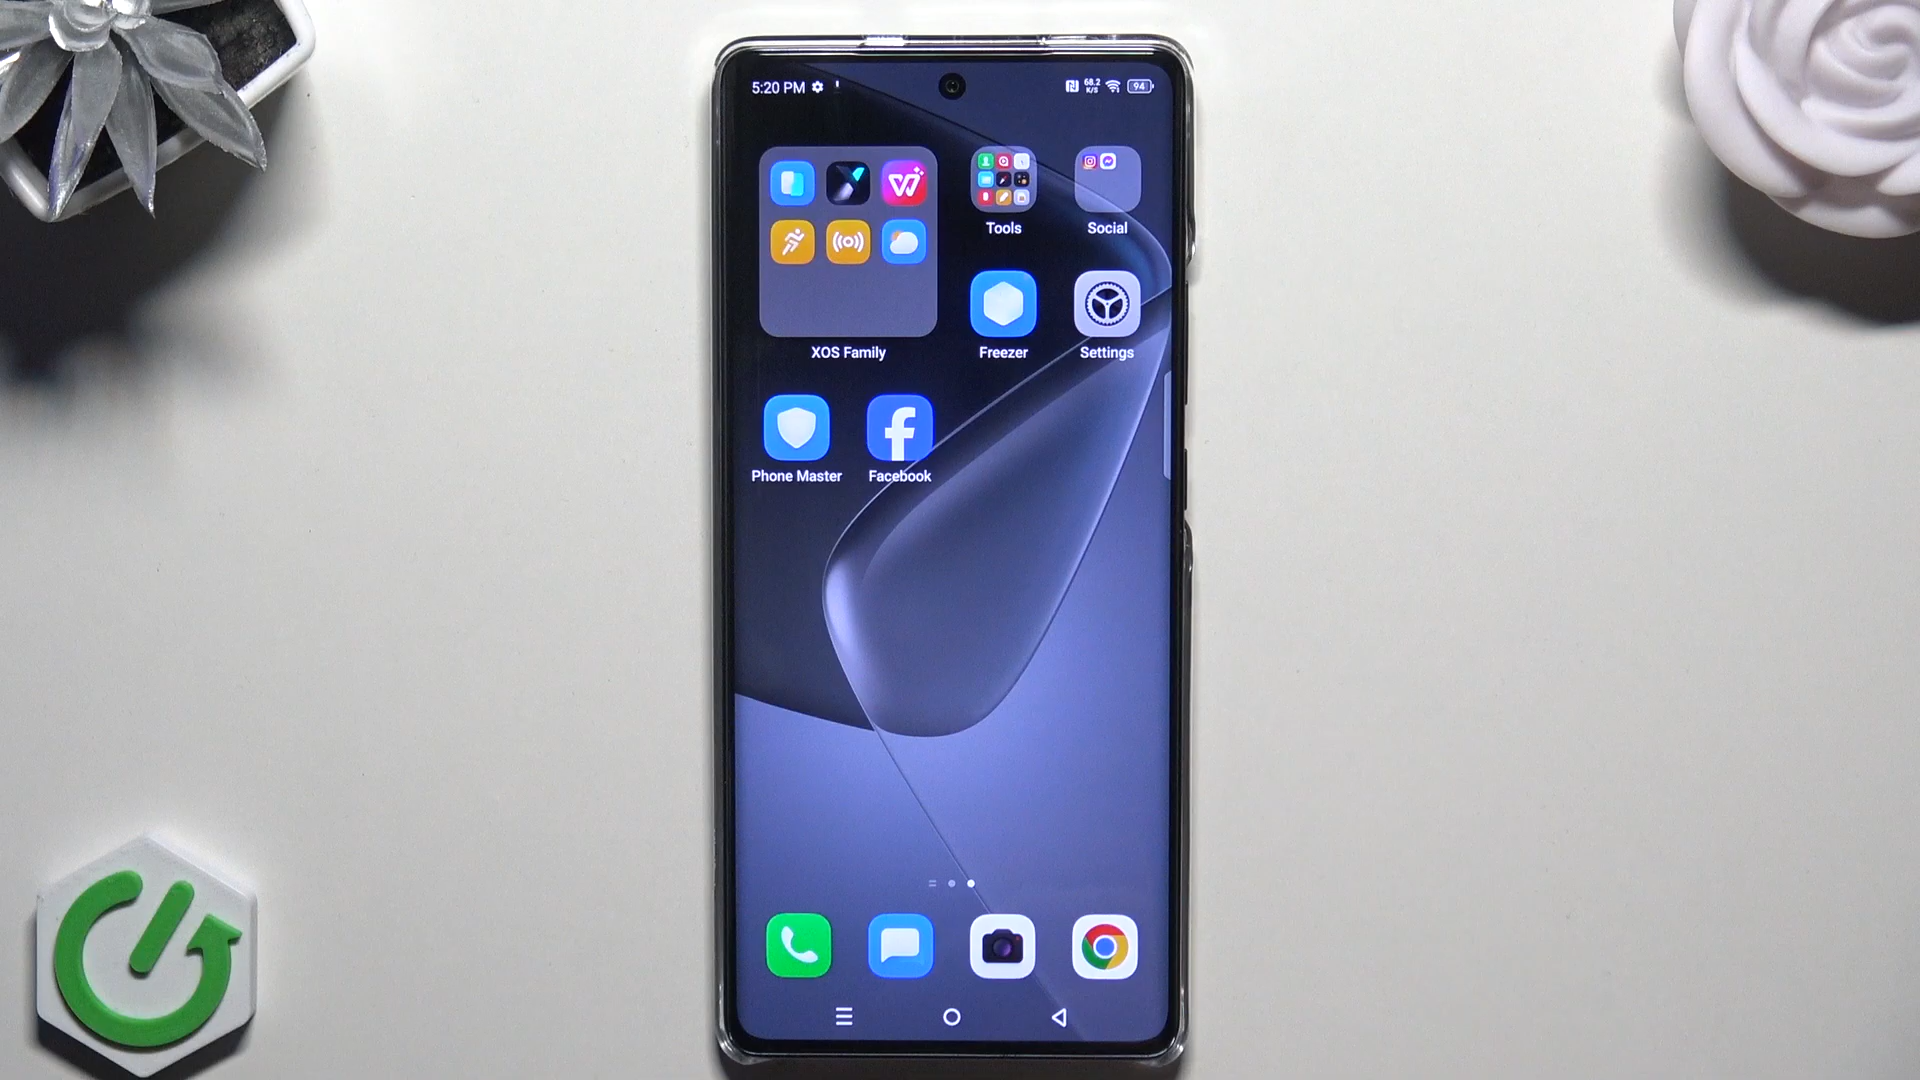 5:20 PM
68.2
K/S
94
Tools
Social
XOS Family
Freezer
Settings
Phone Master
Facebook